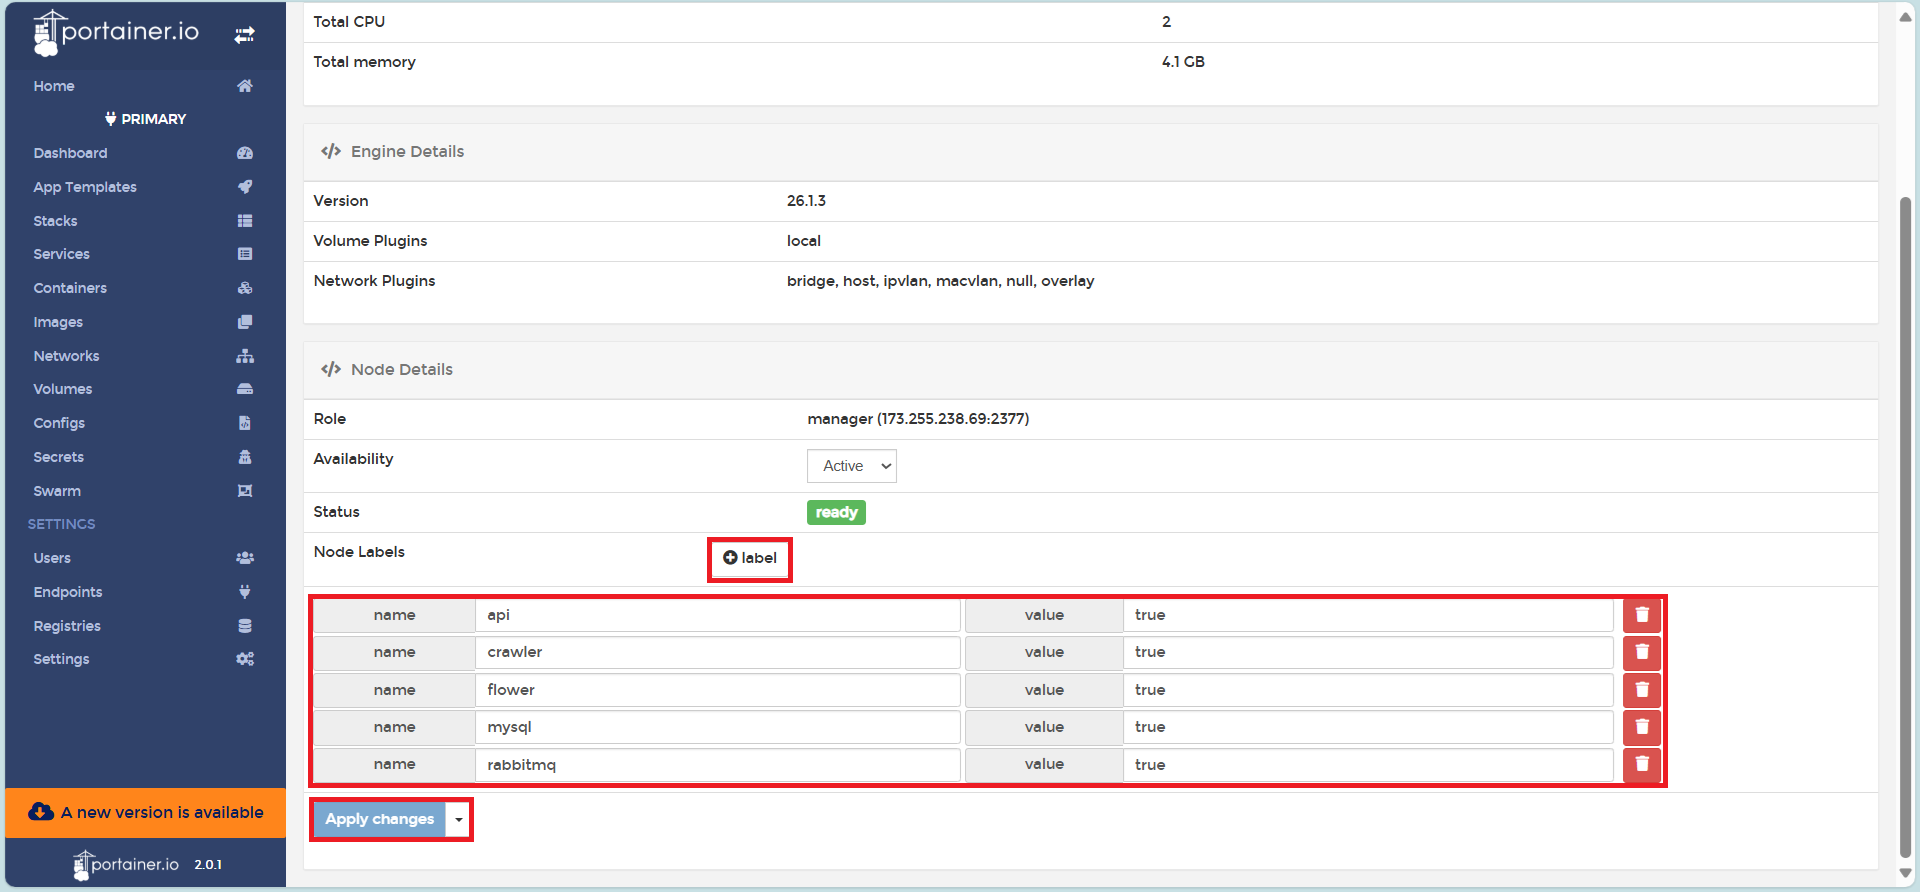 portainer.io
Home
PRIMARY
Dashboard
App Templates
Stacks
Services
Containers
Images
Networks
Volumes
Configs
Secrets
Swarm
SETTINGS
Users
Endpoints
Registries
Settings
A new version is available
portainer.io 2.0.1
Total CPU 2
Total memory 4.1 GB
</> Engine Details
Version 26.1.3
Volume Plugins local
Network Plugins bridge, host, ipvlan, macvlan, null, overlay
</> Node Details
Role manager (173.255.238.69:2377)
Availability Active
Status ready
Node Labels label
name api value true
name crawler value true
name flower value true
name mysql value true
name rabbitmq value true
Apply changes